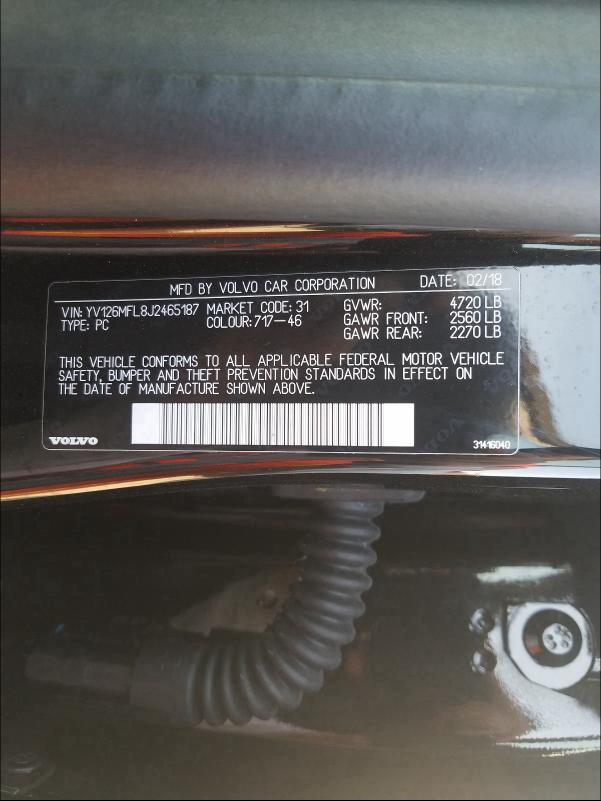 MFD BY VOLVO CAR CORPORATION DATE: 02/18
VIN: YV126MFL8J2465187 MARKET CODE: 31 GVWR: 4720 LB
TYPE: PC COLOUR: 717-46 GAWR FRONT: 2560 LB
GAWR REAR: 2270 LB
THIS VEHICLE CONFORMS TO ALL APPLICABLE FEDERAL MOTOR VEHICLE
SAFETY, BUMPER AND THEFT PREVENTION STANDARDS IN EFFECT ON
THE DATE OF MANUFACTURE SHOWN ABOVE.
VOLVO 31416040